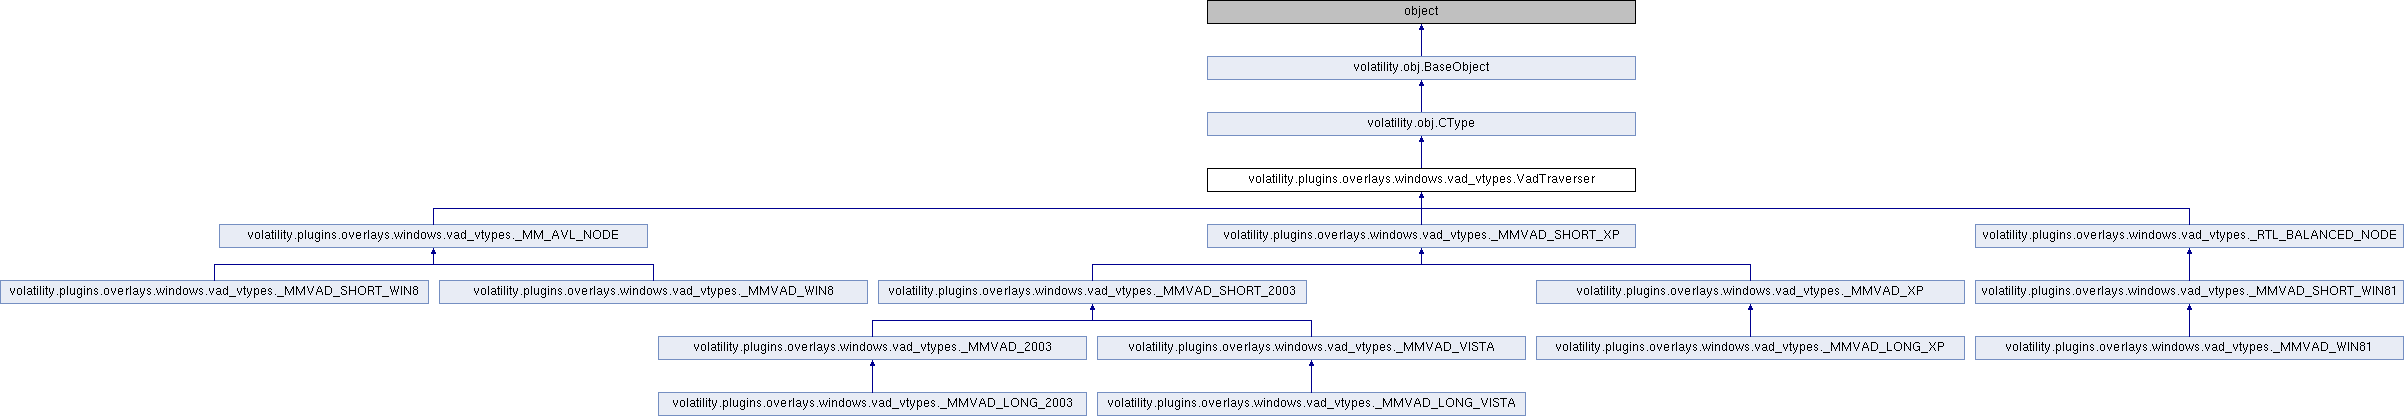 object
volatility.obj.BaseObject
volatility.obj.CType
volatility.plugins.overlays.windows.vad_vtypes.VadTraverser
volatility.plugins.overlays.windows.vad_vtypes._MM_AVL_NODE
volatility.plugins.overlays.windows.vad_vtypes._MMVAD_SHORT_XP
volatility.plugins.overlays.windows.vad_vtypes._RTL_BALANCED_NODE
volatility.plugins.overlays.windows.vad_vtypes._MMVAD_SHORT_WIN8
volatility.plugins.overlays.windows.vad_vtypes._MMVAD_WIN8
volatility.plugins.overlays.windows.vad_vtypes._MMVAD_SHORT_2003
volatility.plugins.overlays.windows.vad_vtypes._MMVAD_XP
volatility.plugins.overlays.windows.vad_vtypes._MMVAD_SHORT_WIN81
volatility.plugins.overlays.windows.vad_vtypes._MMVAD_2003
volatility.plugins.overlays.windows.vad_vtypes._MMVAD_VISTA
volatility.plugins.overlays.windows.vad_vtypes._MMVAD_LONG_XP
volatility.plugins.overlays.windows.vad_vtypes._MMVAD_WIN81
volatility.plugins.overlays.windows.vad_vtypes._MMVAD_LONG_2003
volatility.plugins.overlays.windows.vad_vtypes._MMVAD_LONG_VISTA